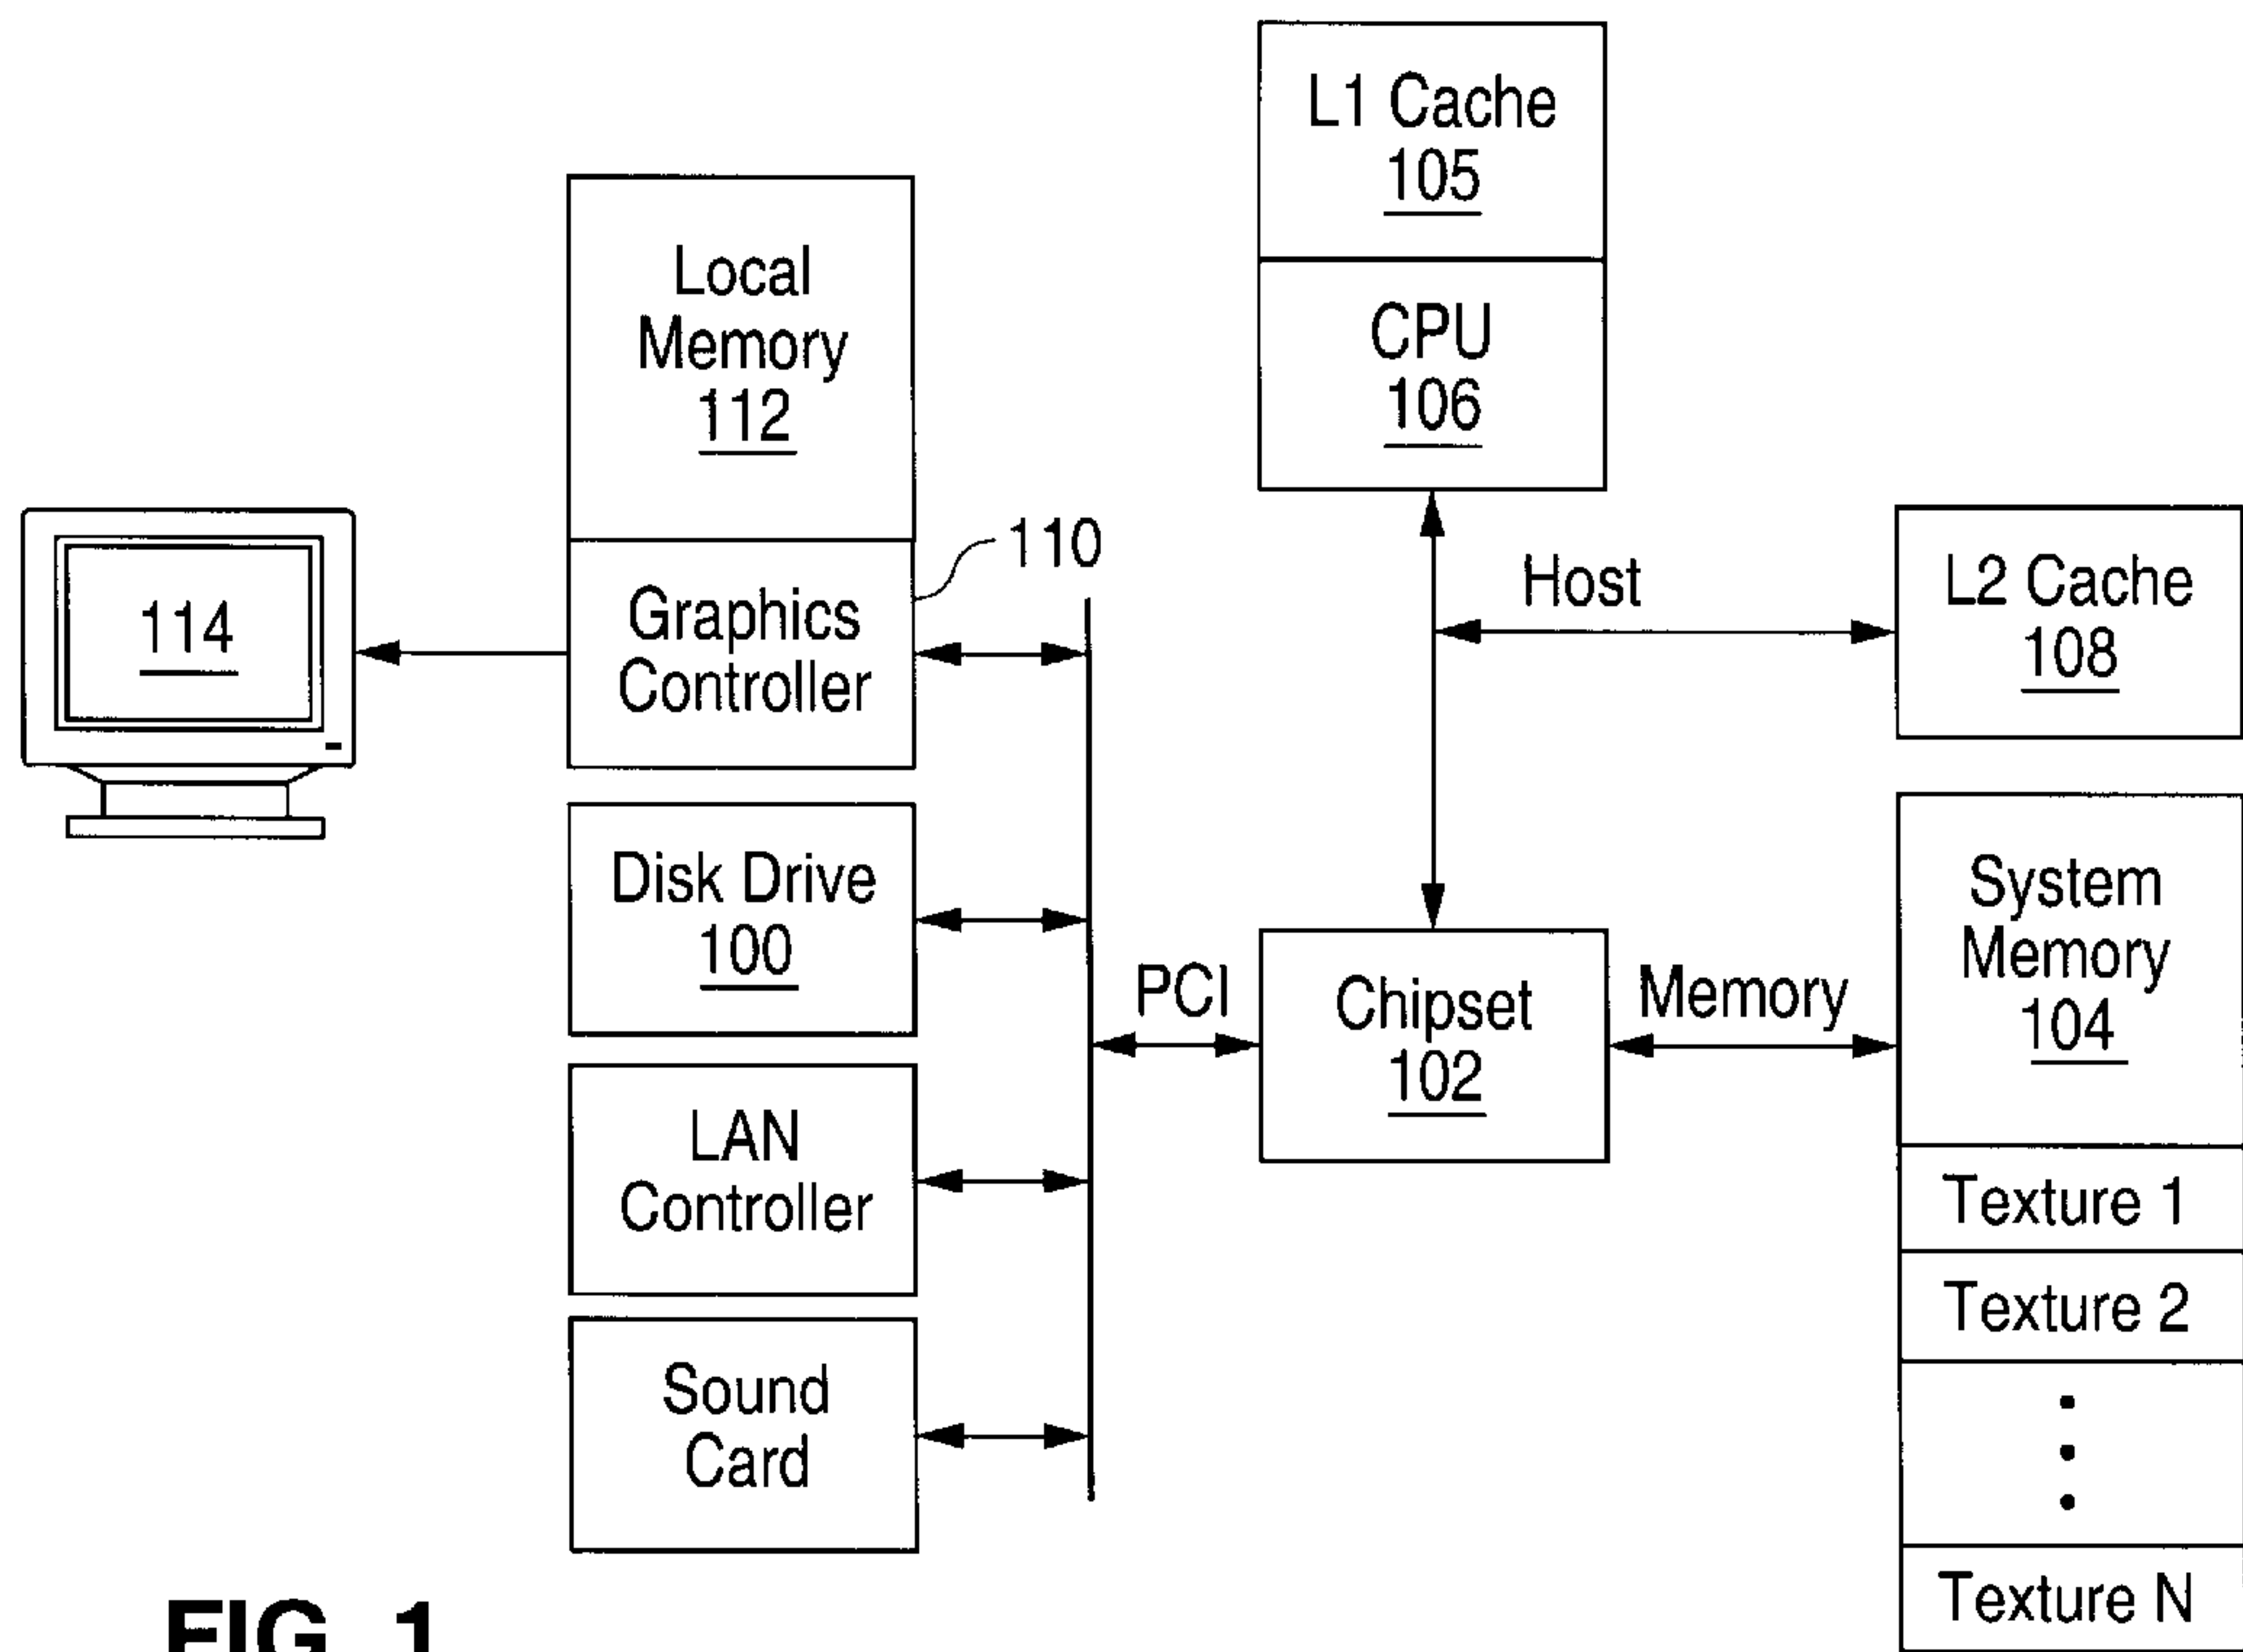 L1 Cache
105
CPU
106
Local
Memory
112
110
Graphics
Controller
114
Host
L2 Cache
108
Disk Drive
100
PCI
Chipset
102
Memory
System
Memory
104
LAN
Controller
Texture 1
Texture 2
Sound
Card
Texture N
FIG. 1